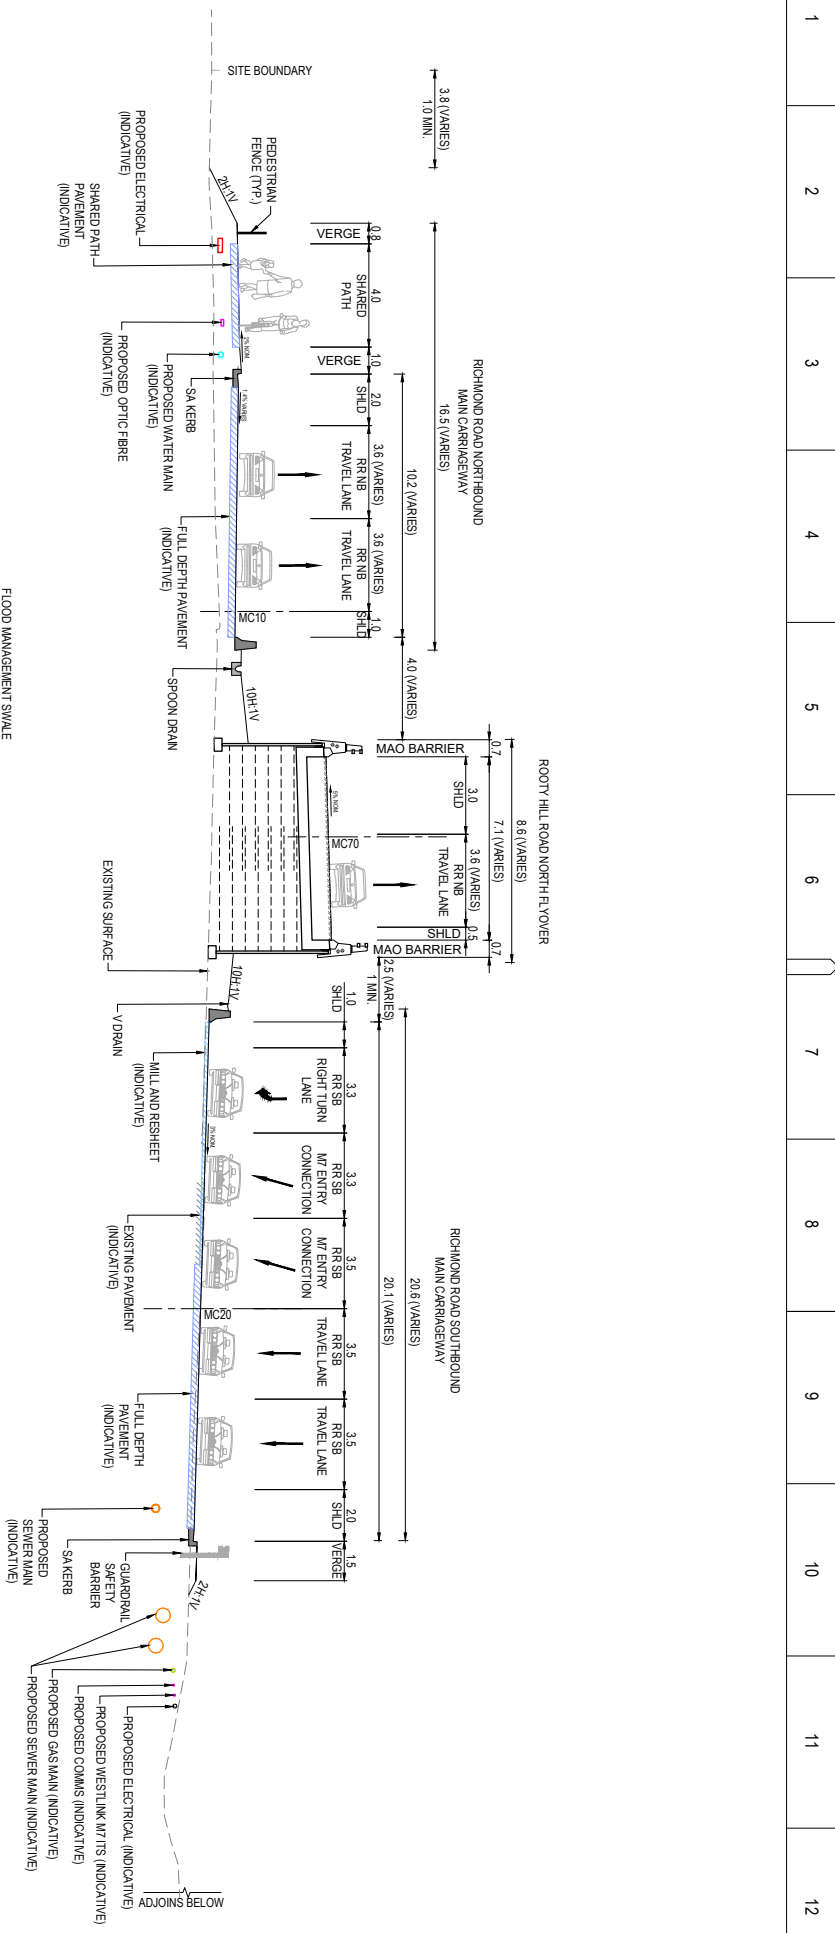 1
2
3
4
5
6
7
8
9
10
11
12
3.8 (VARIES)
1.0 MIN.
RICHMOND ROAD NORTHBOUND
MAIN CARRIAGEWAY
16.5 (VARIES)
10.2 (VARIES)
4.0 (VARIES)
ROOTY HILL ROAD NORTH FLYOVER
8.6 (VARIES)
7.1 (VARIES)
RICHMOND ROAD SOUTHBOUND
MAIN CARRIAGEWAY
20.6 (VARIES)
20.1 (VARIES)
2.5 (VARIES)
1 MIN.
SITE BOUNDARY
PEDESTRIAN
FENCE (TYP.)
0.8
VERGE
4.0
SHARED
PATH
1.0
VERGE
2.0
SHLD
3.6 (VARIES)
RR NB
TRAVEL LANE
3.6 (VARIES)
RR NB
TRAVEL LANE
1.0
SHLD
0.7
MAO BARRIER
3.0
SHLD
3.6 (VARIES)
RR NB
TRAVEL LANE
0.5
SHLD
0.7
MAO BARRIER
1.0
SHLD
3.3
RR SB
RIGHT TURN
LANE
3.3
RR SB
M7 ENTRY
CONNECTION
3.5
RR SB
M7 ENTRY
CONNECTION
3.5
RR SB
TRAVEL LANE
3.5
RR SB
TRAVEL LANE
2.0
SHLD
1.5
VERGE
2H:1V
2% NOM.
1.4% VARIES
MC10
10H:1V
5% NOM.
MC70
10H:1V
3% NOM.
MC20
2H:1V
PROPOSED ELECTRICAL
(INDICATIVE)
SHARED PATH
PAVEMENT
(INDICATIVE)
PROPOSED OPTIC FIBRE
(INDICATIVE)
PROPOSED WATER MAIN
(INDICATIVE)
SA KERB
FULL DEPTH PAVEMENT
(INDICATIVE)
SPOON DRAIN
EXISTING SURFACE
V DRAIN
MILL AND RESHEET
(INDICATIVE)
EXISTING PAVEMENT
(INDICATIVE)
FULL DEPTH
PAVEMENT
(INDICATIVE)
PROPOSED
SEWER MAIN
(INDICATIVE)
SA KERB
GUARDRAIL
SAFETY
BARRIER
PROPOSED SEWER MAIN (INDICATIVE)
PROPOSED GAS MAIN (INDICATIVE)
PROPOSED COMMS (INDICATIVE)
PROPOSED WESTLINK M7 ITS (INDICATIVE)
PROPOSED ELECTRICAL (INDICATIVE)
ADJOINS BELOW
FLOOD MANAGEMENT SWALE